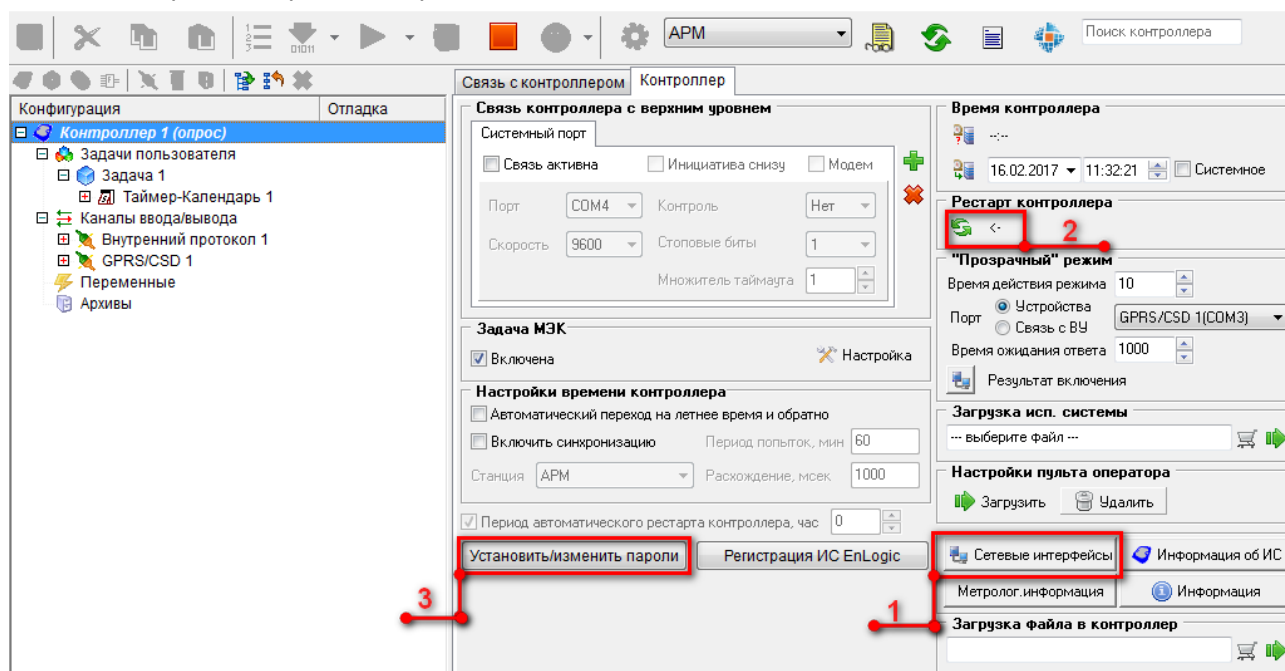 АРМ
Поиск контроллера
Конфигурация
Отладка
Контроллер 1 (опрос)
Задачи пользователя
Задача 1
Таймер-Календарь 1
Каналы ввода/вывода
Внутренний протокол 1
GPRS/CSD 1
Переменные
Архивы
Связь с контроллером
Контроллер
Связь контроллера с верхним уровнем
Системный порт
Связь активна
Инициатива снизу
Модем
Порт
COM4
Контроль
Нет
Скорость
9600
Стоповые биты
1
Множитель таймаута
1
Задача МЭК
Включена
Настройка
Настройки времени контроллера
Автоматический переход на летнее время и обратно
Включить синхронизацию
Период попыток, мин
60
Станция
АРМ
Расхождение, мсек
1000
Период автоматического рестарта контроллера, час
0
Установить/изменить пароли
Регистрация ИС EnLogic
3
Время контроллера
--:--
16.02.2017
11:32:21
Системное
Рестарт контроллера
<-
2
"Прозрачный" режим
Время действия режима
10
Порт
Устройства
Связь с ВУ
GPRS/CSD 1(COM3)
Время ожидания ответа
1000
Результат включения
Загрузка исп. системы
--- выберите файл ---
Настройки пульта оператора
Загрузить
Удалить
Сетевые интерфейсы
Информация об ИС
Метролог.информация
Информация
1
Загрузка файла в контроллер